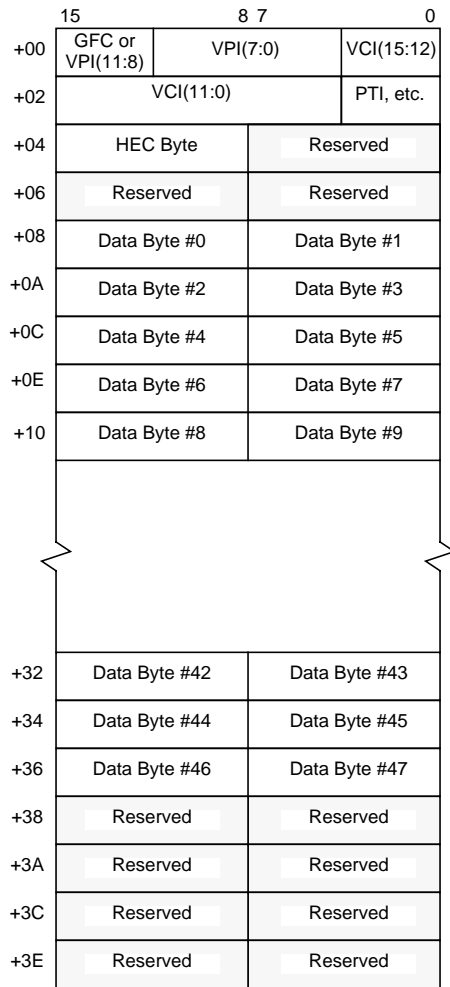 15 8 7 0
+00 GFC or VPI(11:8) VPI(7:0) VCI(15:12)
+02 VCI(11:0) PTI, etc.
+04 HEC Byte Reserved
+06 Reserved Reserved
+08 Data Byte #0 Data Byte #1
+0A Data Byte #2 Data Byte #3
+0C Data Byte #4 Data Byte #5
+0E Data Byte #6 Data Byte #7
+10 Data Byte #8 Data Byte #9
+32 Data Byte #42 Data Byte #43
+34 Data Byte #44 Data Byte #45
+36 Data Byte #46 Data Byte #47
+38 Reserved Reserved
+3A Reserved Reserved
+3C Reserved Reserved
+3E Reserved Reserved